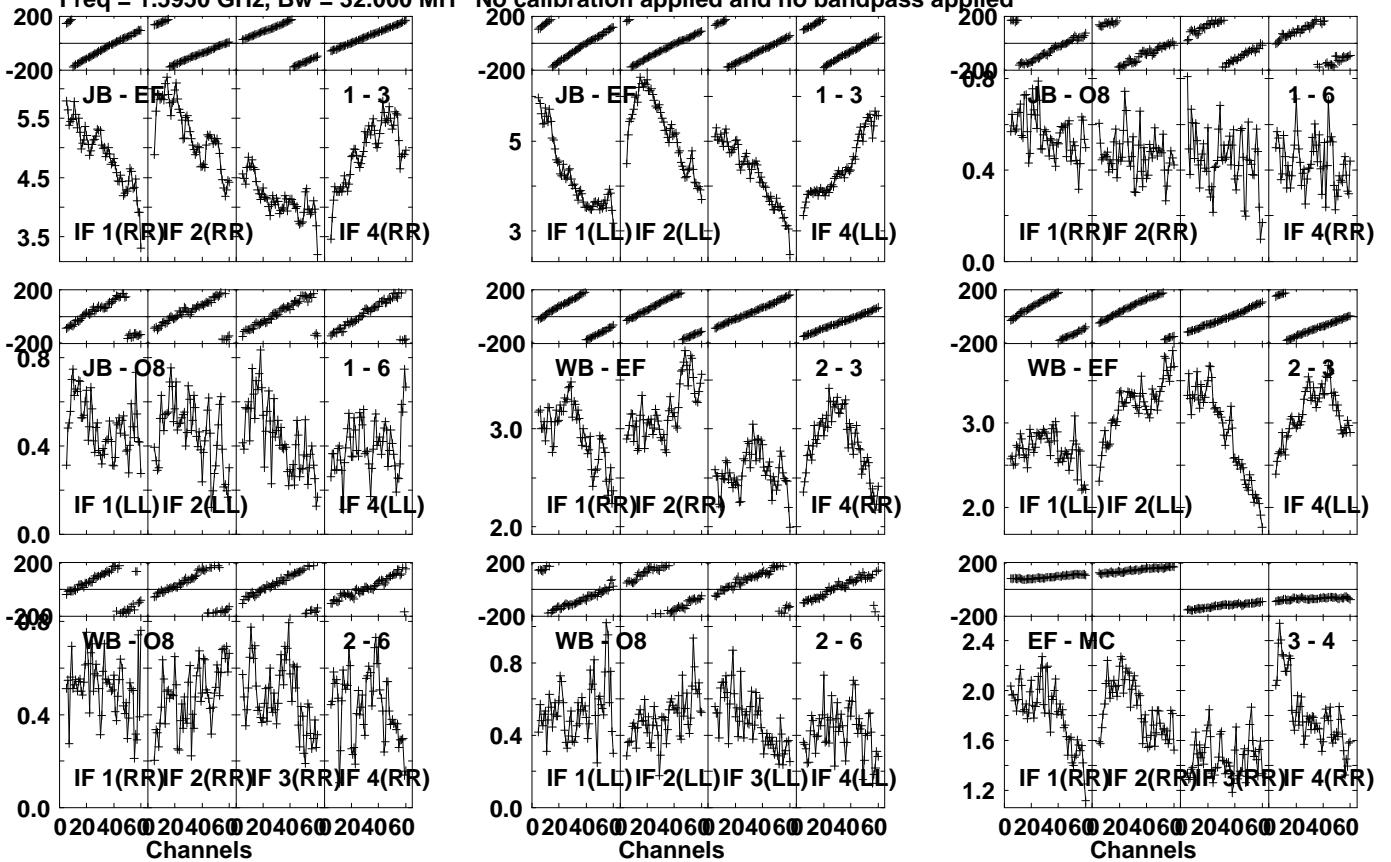 Freq = 1.5950 GHz, Bw = 32.000 MH No calibration applied and no bandpass applied
200
-200
JB - EF 1 - 3
5.5
4.5
3.5
IF 1(RR) IF 2(RR) IF 4(RR)
JB - EF 1 - 3
5
3
IF 1(LL) IF 2(LL) IF 4(LL)
200
-200
0.8
JB - O8 1 - 6
0.4
0.0
IF 1(RR) IF 2(RR) IF 4(RR)
200
-200
0.8
JB - O8 1 - 6
0.4
0.0
IF 1(LL) IF 2(LL) IF 4(LL)
200
-200
WB - EF 2 - 3
3.0
2.0
IF 1(RR) IF 2(RR) IF 4(RR)
200
-200
WB - EF 2 - 3
3.0
2.0
IF 1(LL) IF 2(LL) IF 4(LL)
200
-200
0.8
WB - O8 2 - 6
0.4
0.0
IF 1(RR) IF 2(RR) IF 3(RR) IF 4(RR)
0 20 40 60 0 20 40 60 0 20 40 60 0 20 40 60
Channels
200
-200
WB - O8 2 - 6
0.8
0.4
0.0
IF 1(LL) IF 2(LL) IF 3(LL) IF 4(LL)
0 20 40 60 0 20 40 60 0 20 40 60 0 20 40 60
Channels
200
-200
EF - MC 3 - 4
2.4
2.0
1.6
1.2
IF 1(RR) IF 2(RR) IF 3(RR) IF 4(RR)
0 20 40 60 0 20 40 60 0 20 40 60 0 20 40 60
Channels